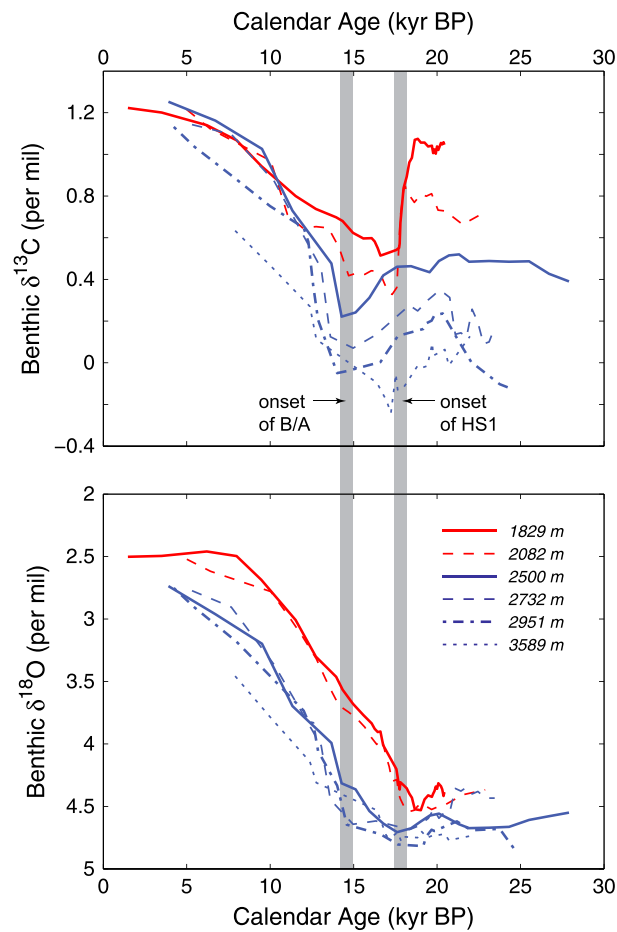 Calendar Age (kyr BP)
0 5 10 15 20 25 30
Benthic δ¹³C (per mil)
1.2
0.8
0.4
0
−0.4
onset
of B/A
onset
of HS1
Benthic δ¹⁸O (per mil)
2
2.5
3
3.5
4
4.5
5
1829 m
2082 m
2500 m
2732 m
2951 m
3589 m
0 5 10 15 20 25 30
Calendar Age (kyr BP)